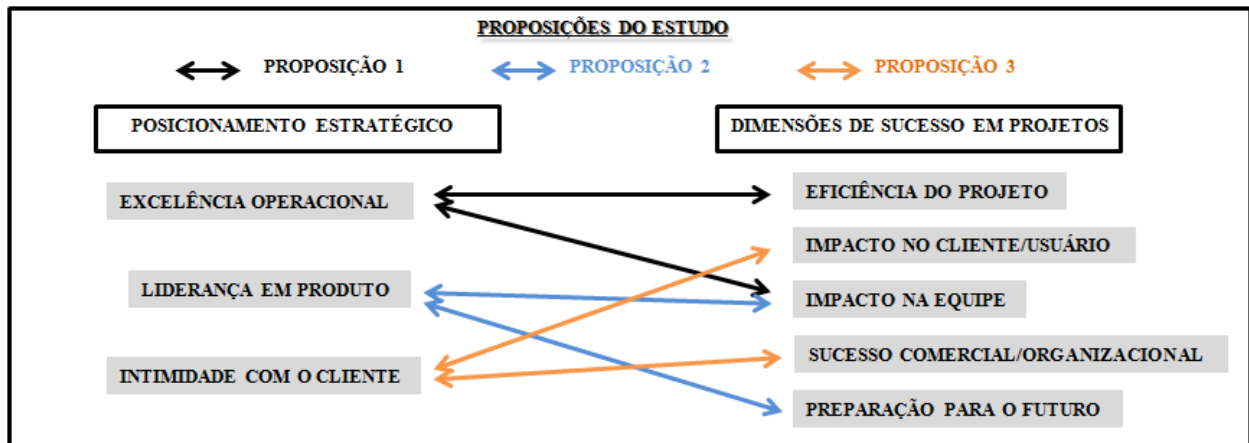 PROPOSIÇÕES DO ESTUDO
PROPOSIÇÃO 1 PROPOSIÇÃO 2 PROPOSIÇÃO 3
POSICIONAMENTO ESTRATÉGICO
DIMENSÕES DE SUCESSO EM PROJETOS
EXCELÊNCIA OPERACIONAL
LIDERANÇA EM PRODUTO
INTIMIDADE COM O CLIENTE
EFICIÊNCIA DO PROJETO
IMPACTO NO CLIENTE/USUÁRIO
IMPACTO NA EQUIPE
SUCESSO COMERCIAL/ORGANIZACIONAL
PREPARAÇÃO PARA O FUTURO